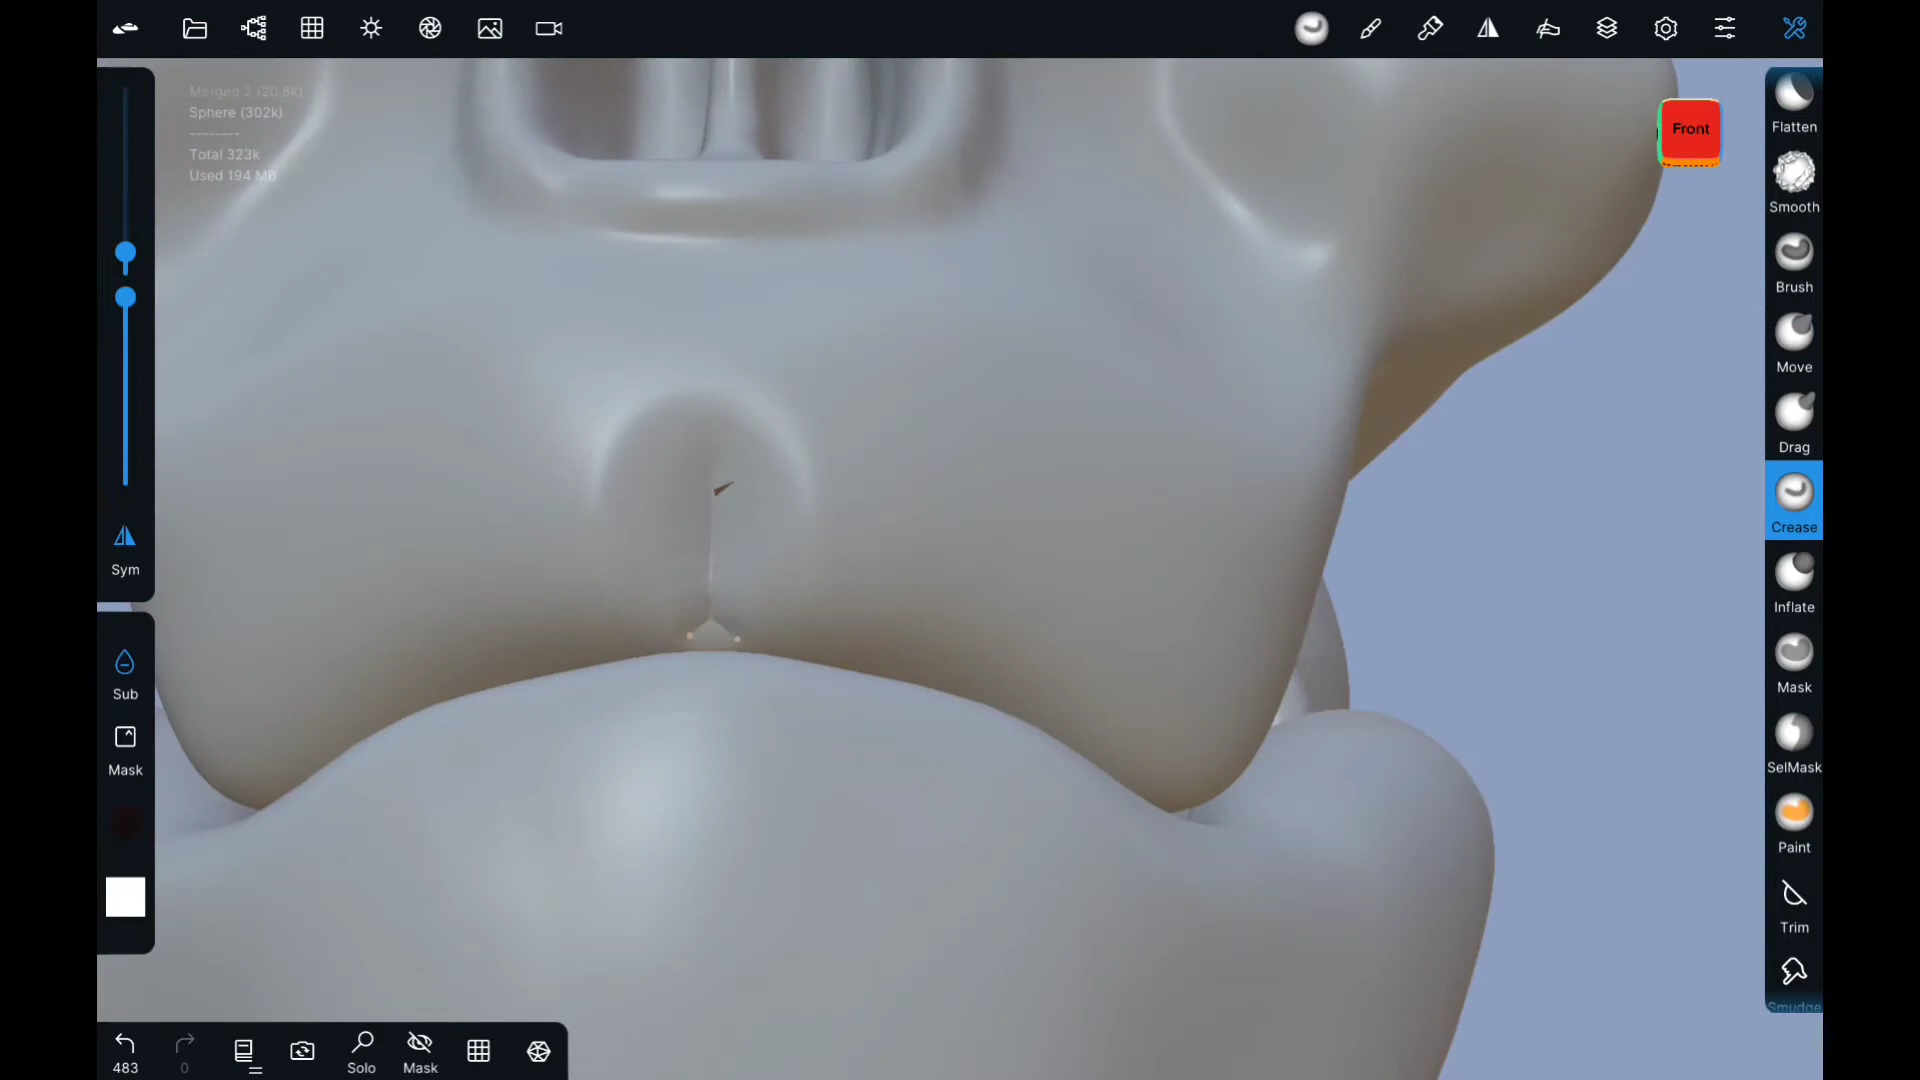 Merged 2 (20.8k)
Sphere (302k)
--------
Total 323k
Used 194 MB
Front
Flatten
Smooth
Brush
Move
Drag
Crease
Inflate
Mask
SelMask
Paint
Trim
Smudge
Sym
Sub
Mask
483
0
Solo
Mask